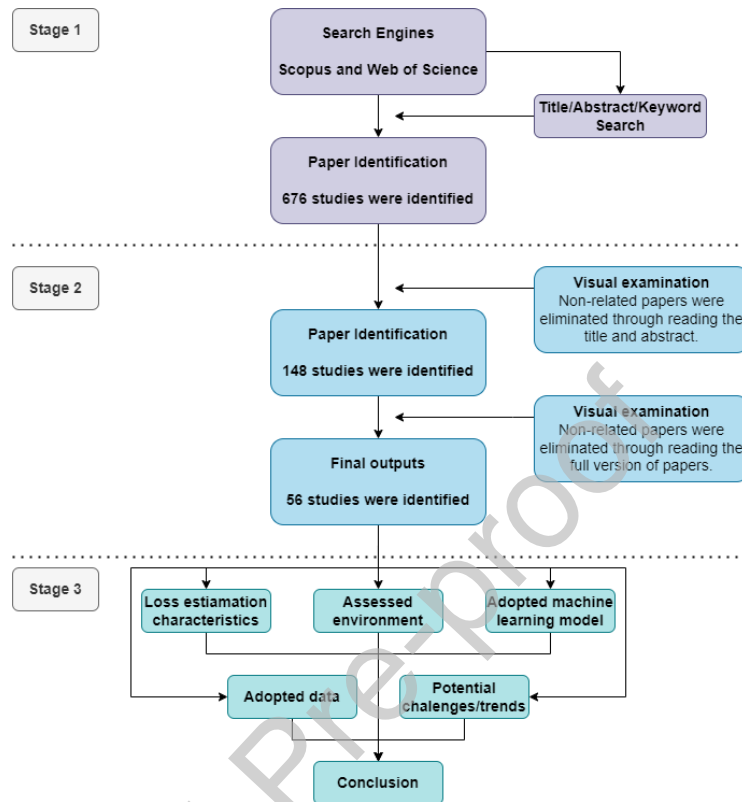 Stage 1
Search Engines
Scopus and Web of Science
Title/Abstract/Keyword
Search
Paper Identification
676 studies were identified
Stage 2
Visual examination
Non-related papers were
eliminated through reading the
title and abstract.
Paper Identification
148 studies were identified
Visual examination
Non-related papers were
eliminated through reading the
full version of papers.
Final outputs
56 studies were identified
Stage 3
Loss estiamation
characteristics
Assessed
environment
Adopted machine
learning model
Adopted data
Potential
chalenges/trends
Conclusion
Pre-proof